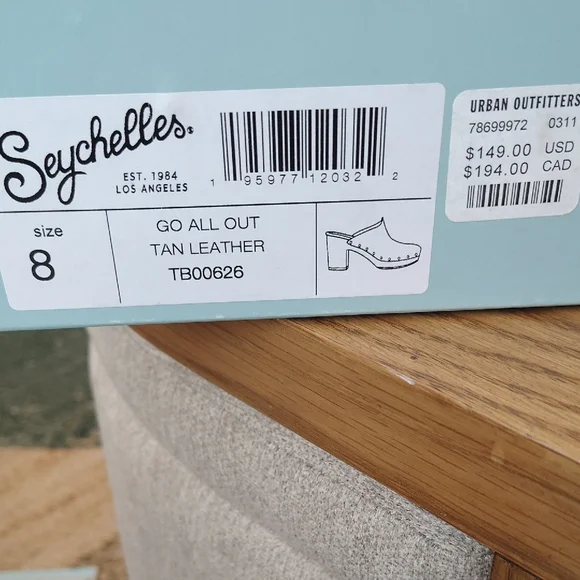 Seychelles
EST. 1984
LOS ANGELES
1 95977 12032 2
size
8
GO ALL OUT
TAN LEATHER
TB00626
URBAN OUTFITTERS
78699972 0311
$149.00 USD
$194.00 CAD